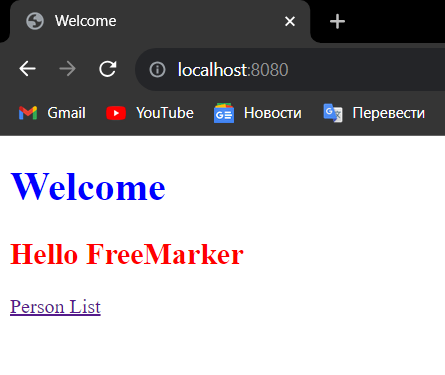 Welcome
localhost:8080
Gmail YouTube Новости Перевести
Welcome
Hello FreeMarker
Person List